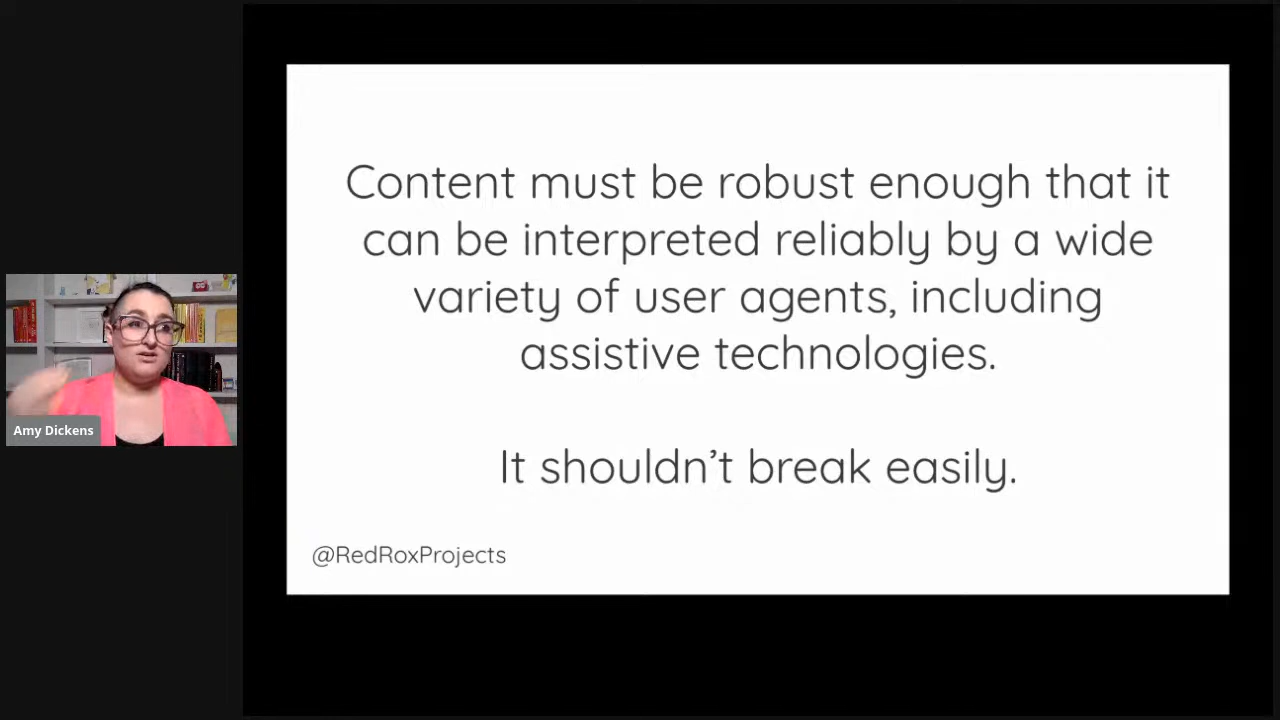 Content must be robust enough that it
can be interpreted reliably by a wide
variety of user agents, including
assistive technologies.
It shouldn’t break easily.
@RedRoxProjects
Amy Dickens